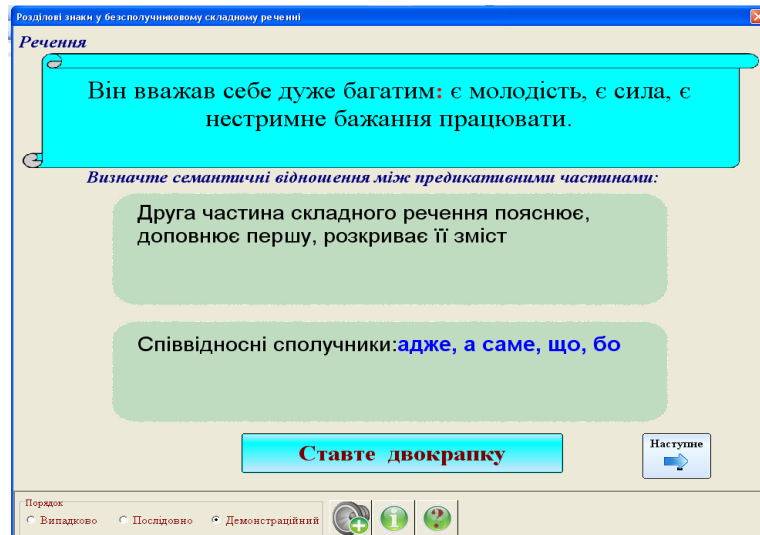 Розділові знаки у безсполучниковому складному реченні
Речення
Він вважав себе дуже багатим: є молодість, є сила, є
нестримне бажання працювати.
Визначте семантичні відношення між предикативними частинами:
Друга частина складного речення пояснює,
доповнює першу, розкриває її зміст
Співвідносні сполучники:адже, а саме, що, бо
Ставте двокрапку
Наступне
Порядок
Випадково
Послідовно
Демонстраційний